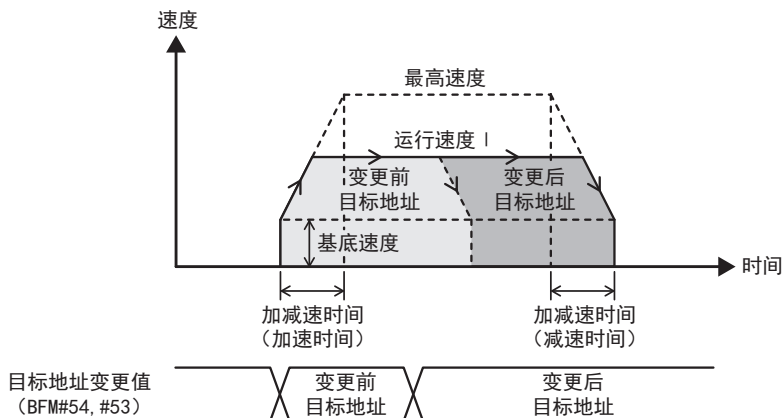 速度
最高速度
运行速度 I
变更前
目标地址
变更后
目标地址
基底速度
时间
加减速时间
（加速时间）
加减速时间
（减速时间）
目标地址变更值
（BFM#54, #53）
变更前
目标地址
变更后
目标地址